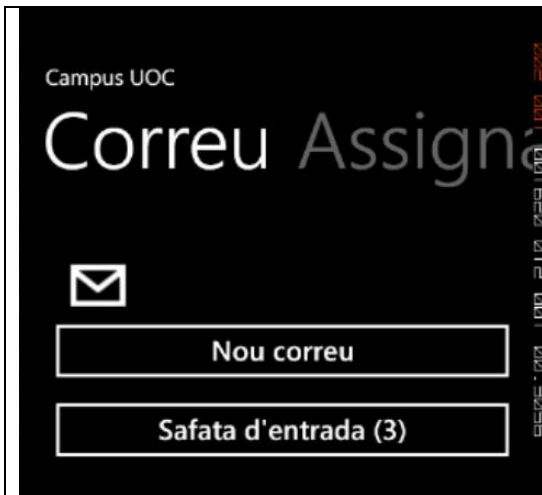 Campus UOC
Correu Assigna
Nou correu
Safata d'entrada (3)